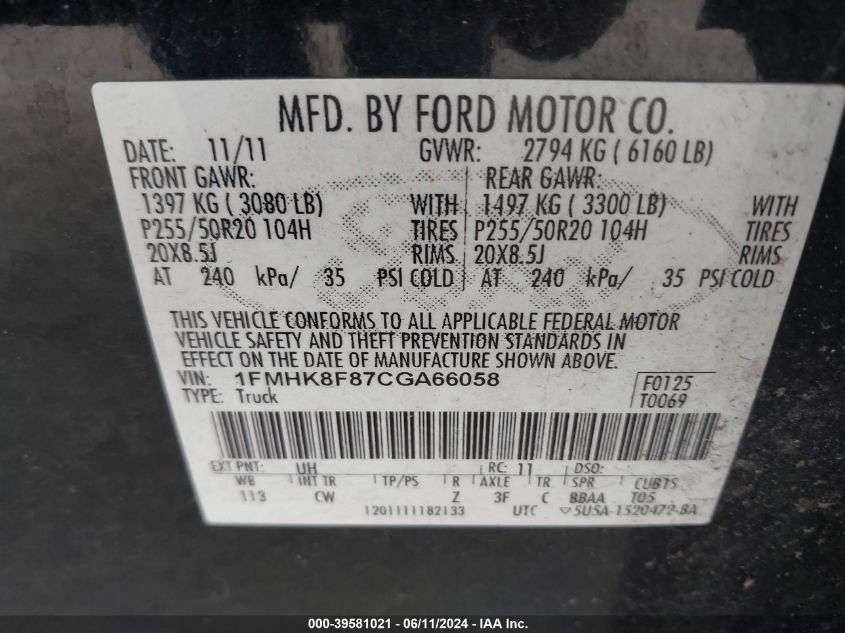 MFD. BY FORD MOTOR CO.
DATE: 11/11 GVWR: 2794 KG ( 6160 LB)
FRONT GAWR: REAR GAWR:
1397 KG ( 3080 LB) WITH 1497 KG ( 3300 LB) WITH
P255/50R20 104H TIRES P255/50R20 104H TIRES
20X8.5J RIMS 20X8.5J RIMS
AT 240 kPa/ 35 PSI COLD AT 240 kPa/ 35 PSI COLD
THIS VEHICLE CONFORMS TO ALL APPLICABLE FEDERAL MOTOR
VEHICLE SAFETY AND THEFT PREVENTION STANDARDS IN
EFFECT ON THE DATE OF MANUFACTURE SHOWN ABOVE.
VIN: 1FMHK8F87CGA66058 F0125
TYPE: Truck T0069
EXT PNT: UH RC: 11 DSO:
WB INT TR TP/PS R AXLE TR SPR CUBTS
113 CW Z 3F C BBAA T05
1201111182133 UTC 5U5A-1520472-BA
000-39581021 - 06/11/2024 - IAA Inc.